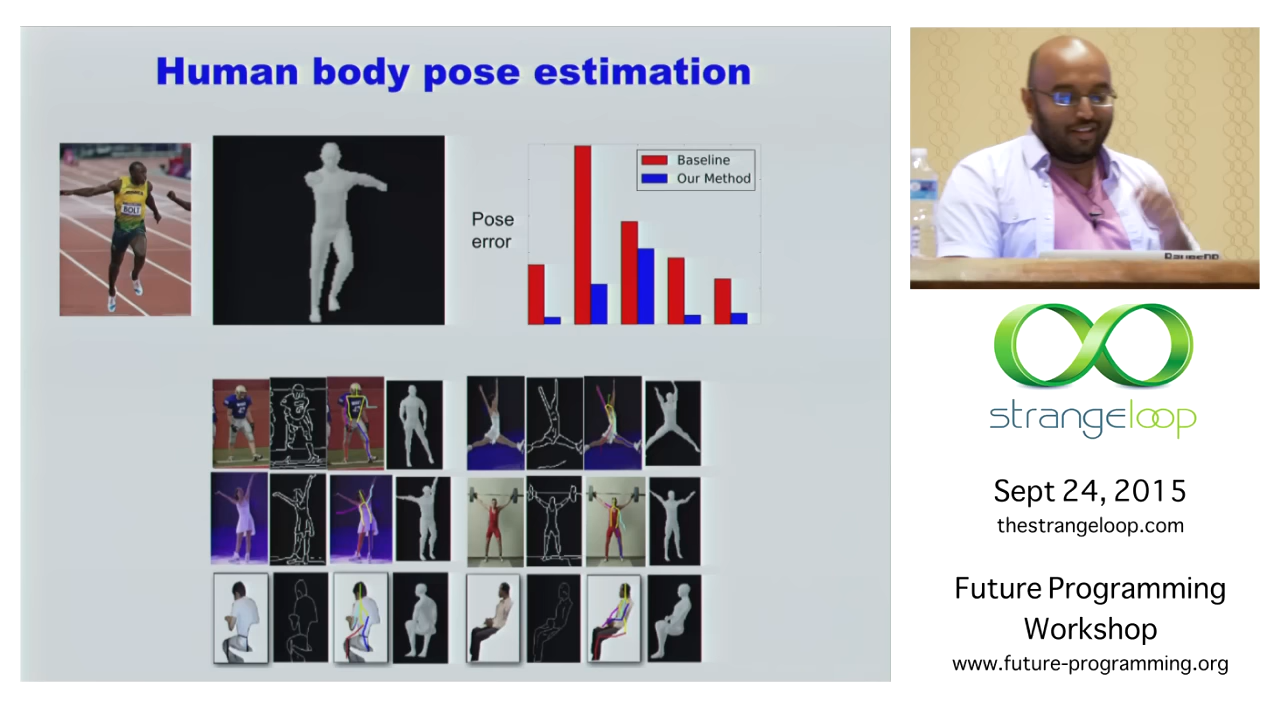 Human body pose estimation
BOLT
Pose
error
Baseline
Our Method
strangeloop
Sept 24, 2015
thestrangeloop.com
Future Programming
Workshop
www.future-programming.org